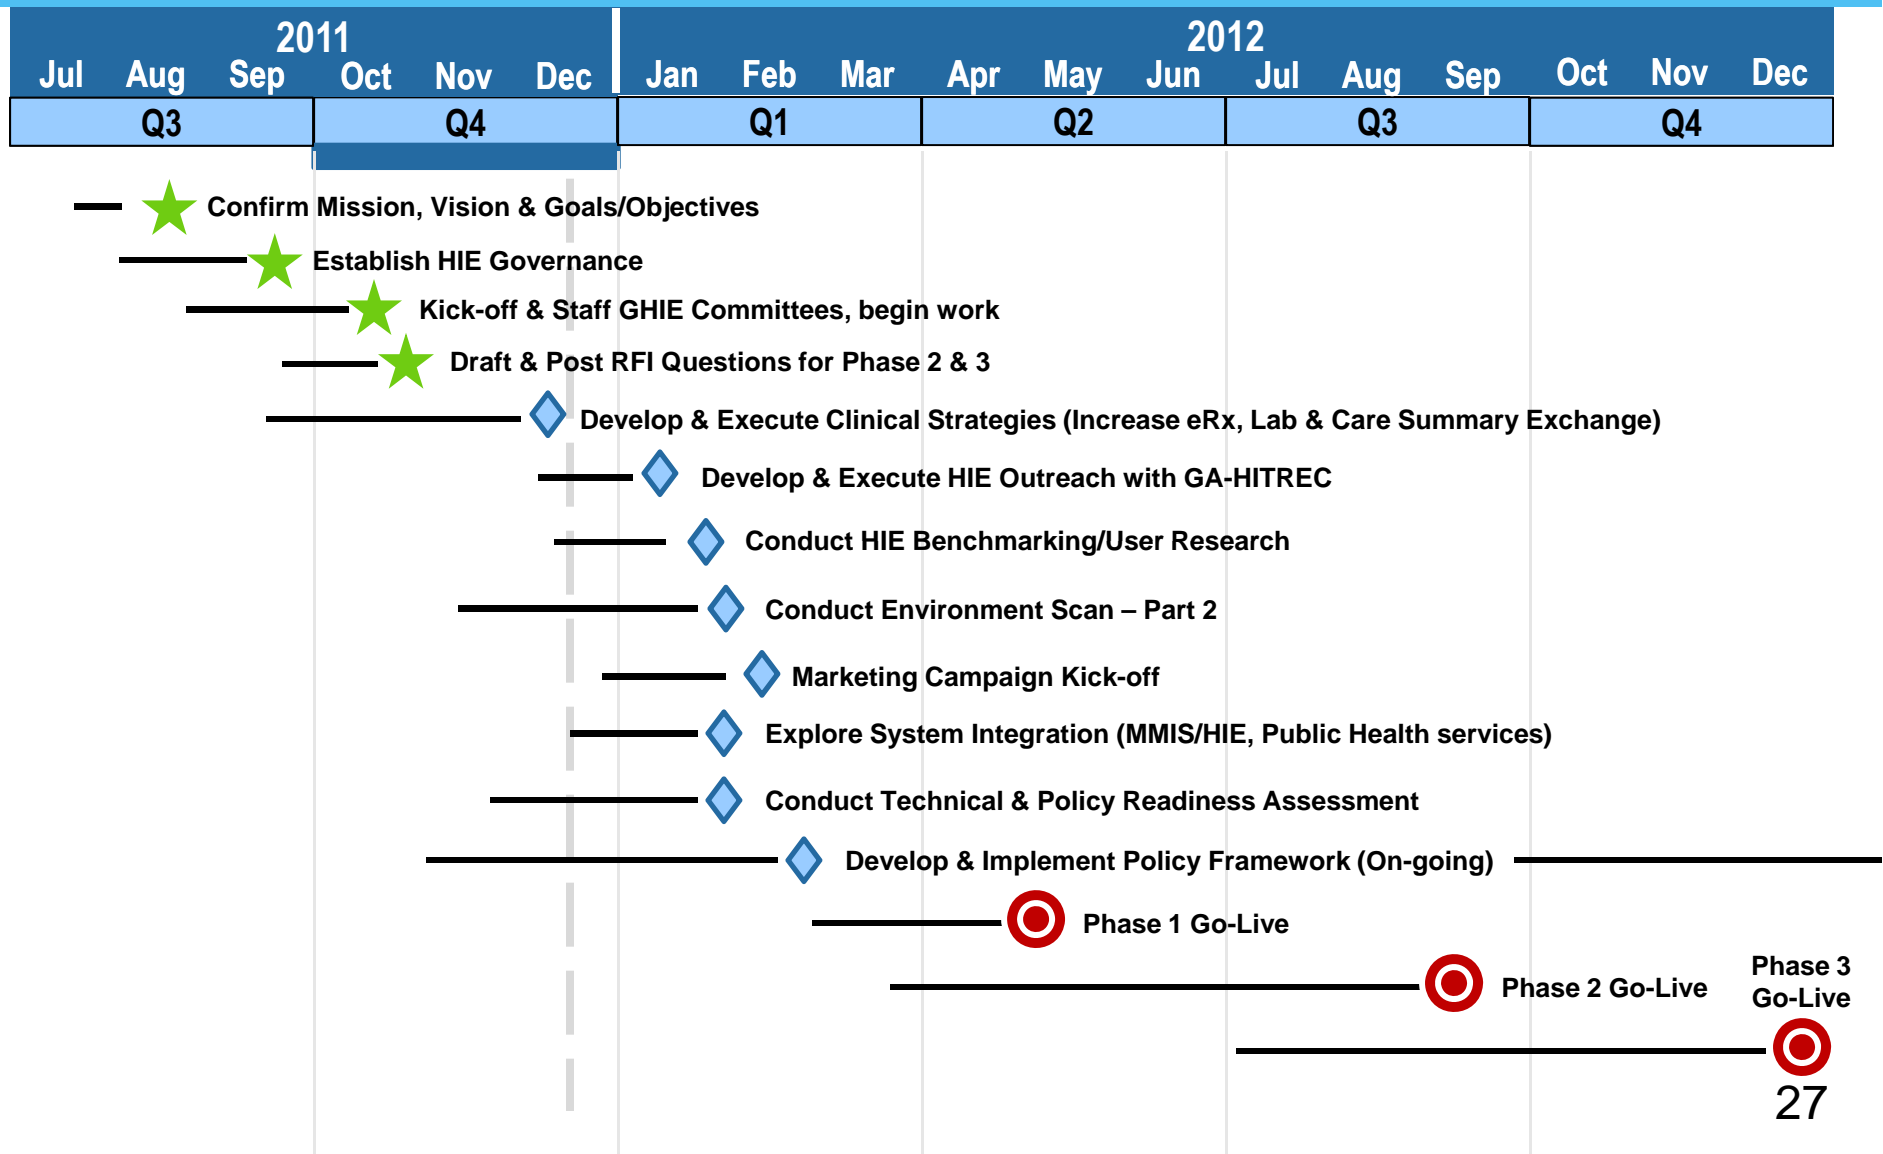 2011 2012
Jul Aug Sep Oct Nov Dec Jan Feb Mar Apr May Jun Jul Aug Sep Oct Nov Dec
Q3 Q4 Q1 Q2 Q3 Q4
Confirm Mission, Vision & Goals/Objectives
Establish HIE Governance
Kick-off & Staff GHIE Committees, begin work
Draft & Post RFI Questions for Phase 2 & 3
Develop & Execute Clinical Strategies (Increase eRx, Lab & Care Summary Exchange)
Develop & Execute HIE Outreach with GA-HITREC
Conduct HIE Benchmarking/User Research
Conduct Environment Scan – Part 2
Marketing Campaign Kick-off
Explore System Integration (MMIS/HIE, Public Health services)
Conduct Technical & Policy Readiness Assessment
Develop & Implement Policy Framework (On-going)
Phase 1 Go-Live
Phase 2 Go-Live
Phase 3
Go-Live
27